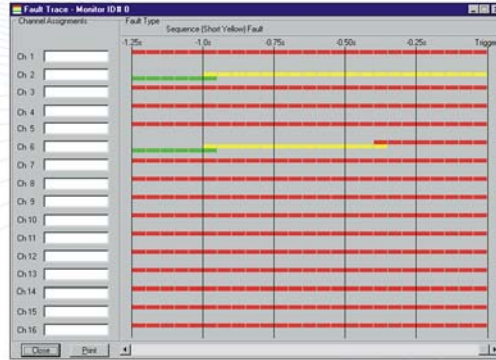 Fault Trace - Monitor ID# 0
Channel Assignments
Fault Type
Sequence (Short Yellow) Fault
-1.25s -1.0s -0.75s -0.50s -0.25s Trigger
Ch 1
Ch 2
Ch 3
Ch 4
Ch 5
Ch 6
Ch 7
Ch 8
Ch 9
Ch 10
Ch 11
Ch 12
Ch 13
Ch 14
Ch 15
Ch 16
Close Print